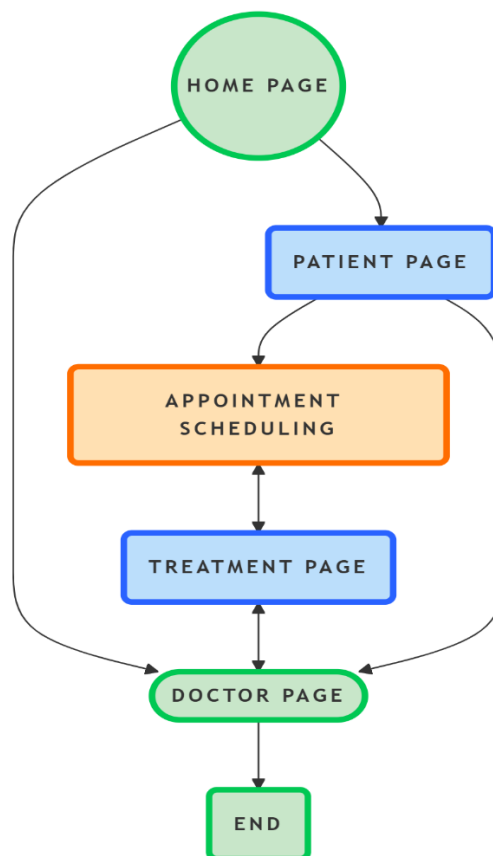 HOME PAGE
PATIENT PAGE
APPOINTMENT
SCHEDULING
TREATMENT PAGE
DOCTOR PAGE
END